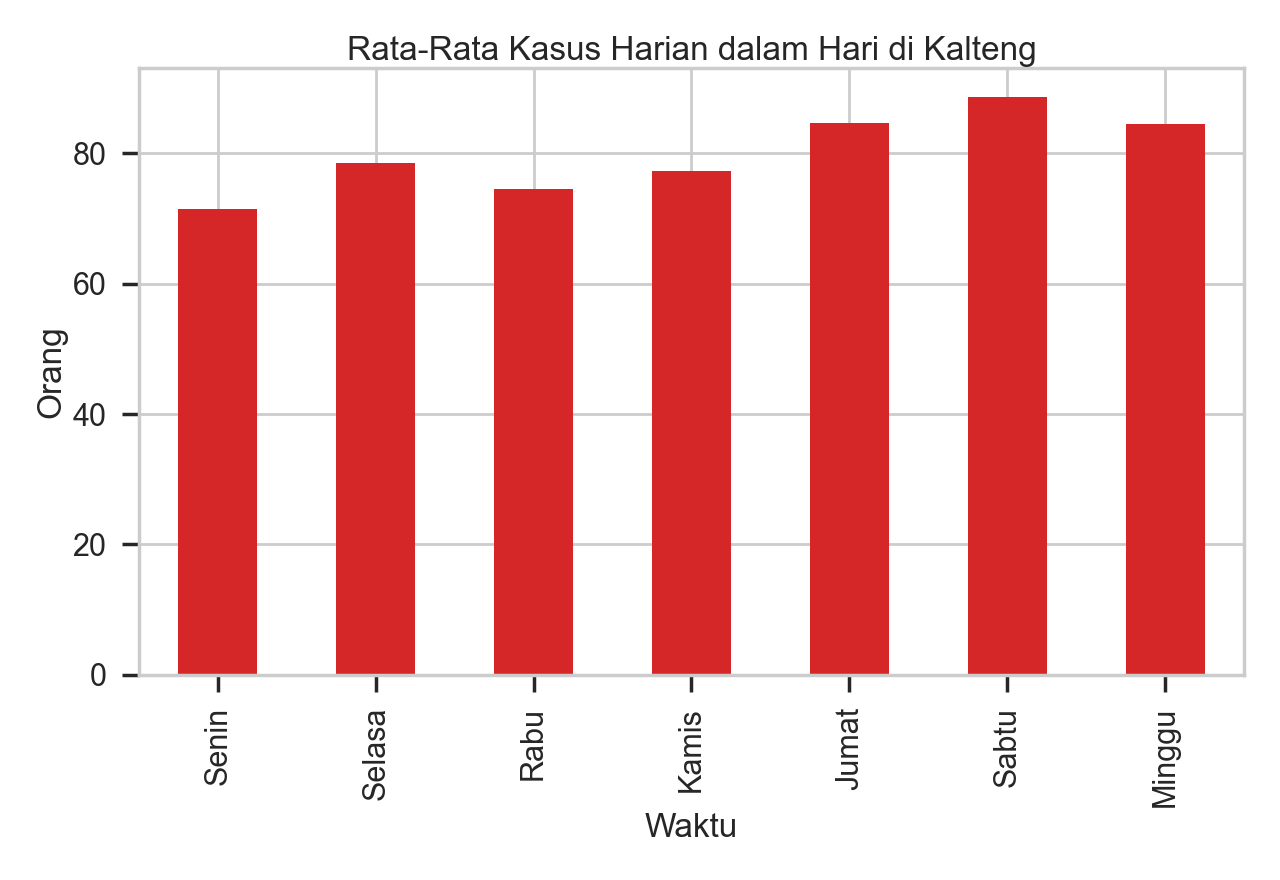 Rata-Rata Kasus Harian dalam Hari di Kalteng
80
60
40
20
0
Orang
Senin
Selasa
Rabu
Kamis
Jumat
Sabtu
Minggu
Waktu